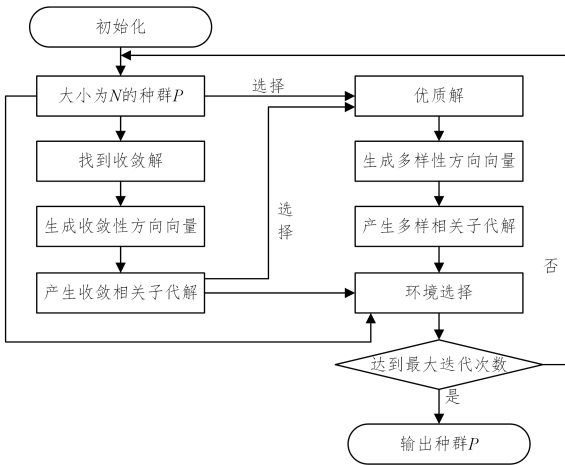 初始化
大小为N的种群P
选择
优质解
找到收敛解
生成多样性方向向量
生成收敛性方向向量
选择
产生多样相关子代解
产生收敛相关子代解
环境选择
否
达到最大迭代次数
是
输出种群P